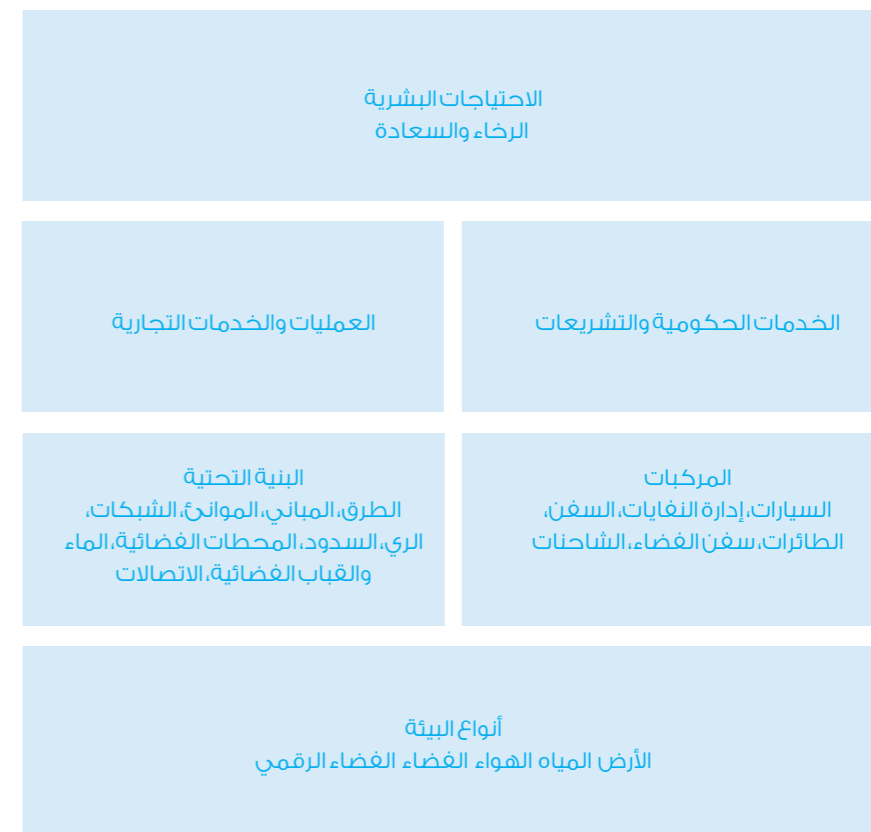 الاحتياجات البشرية
الرخاء والسعادة
الخدمات الحكومية والتشريعات
العمليات والخدمات التجارية
المركبات
السيارات، إدارة النفايات، السفن،
الطائرات، سفن الفضاء، الشاحنات
البنية التحتية
الطرق، المباني، الموانئ، الشبكات،
الري، السدود، المحطات الفضائية، الماء
والقباب الفضائية، الاتصالات
أنواع البيئة
الأرض المياه الهواء الفضاء الفضاء الرقمي